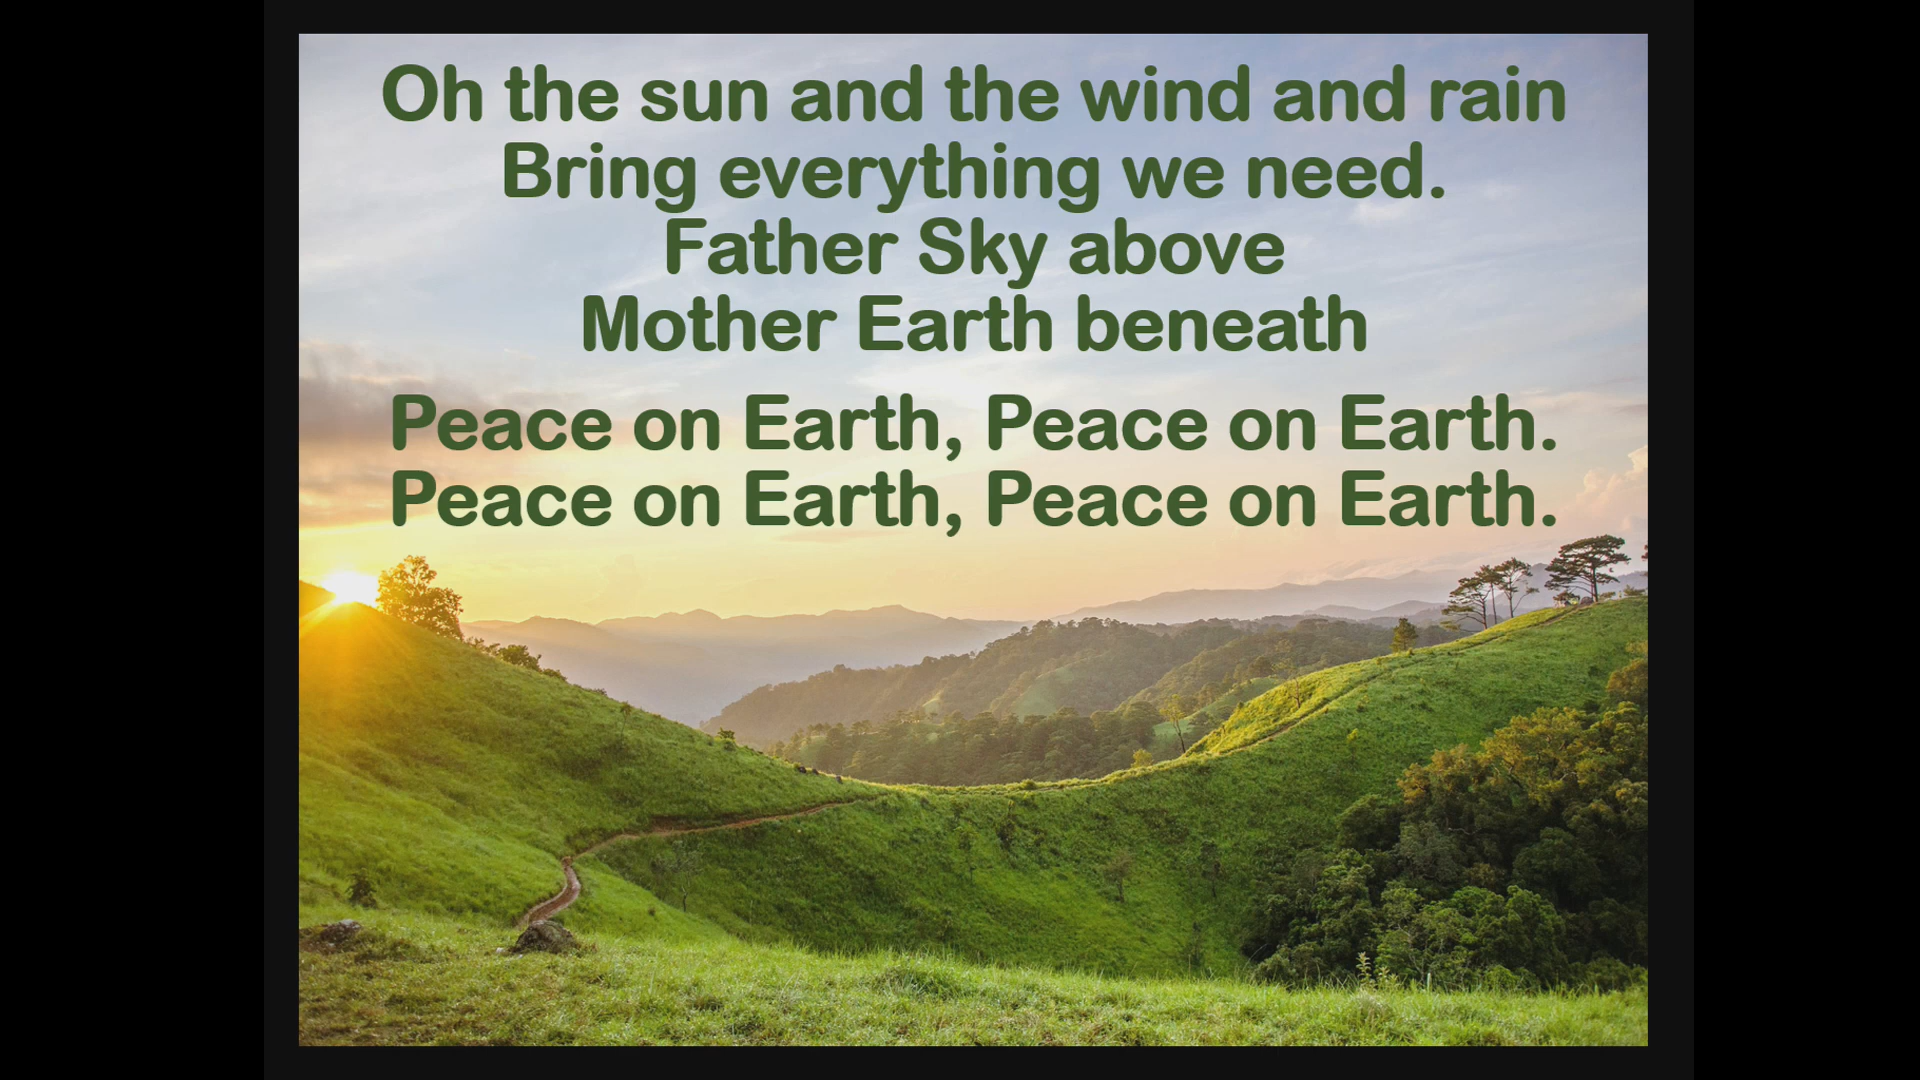 Oh the sun and the wind and rain
Bring everything we need.
Father Sky above
Mother Earth beneath
Peace on Earth, Peace on Earth.
Peace on Earth, Peace on Earth.